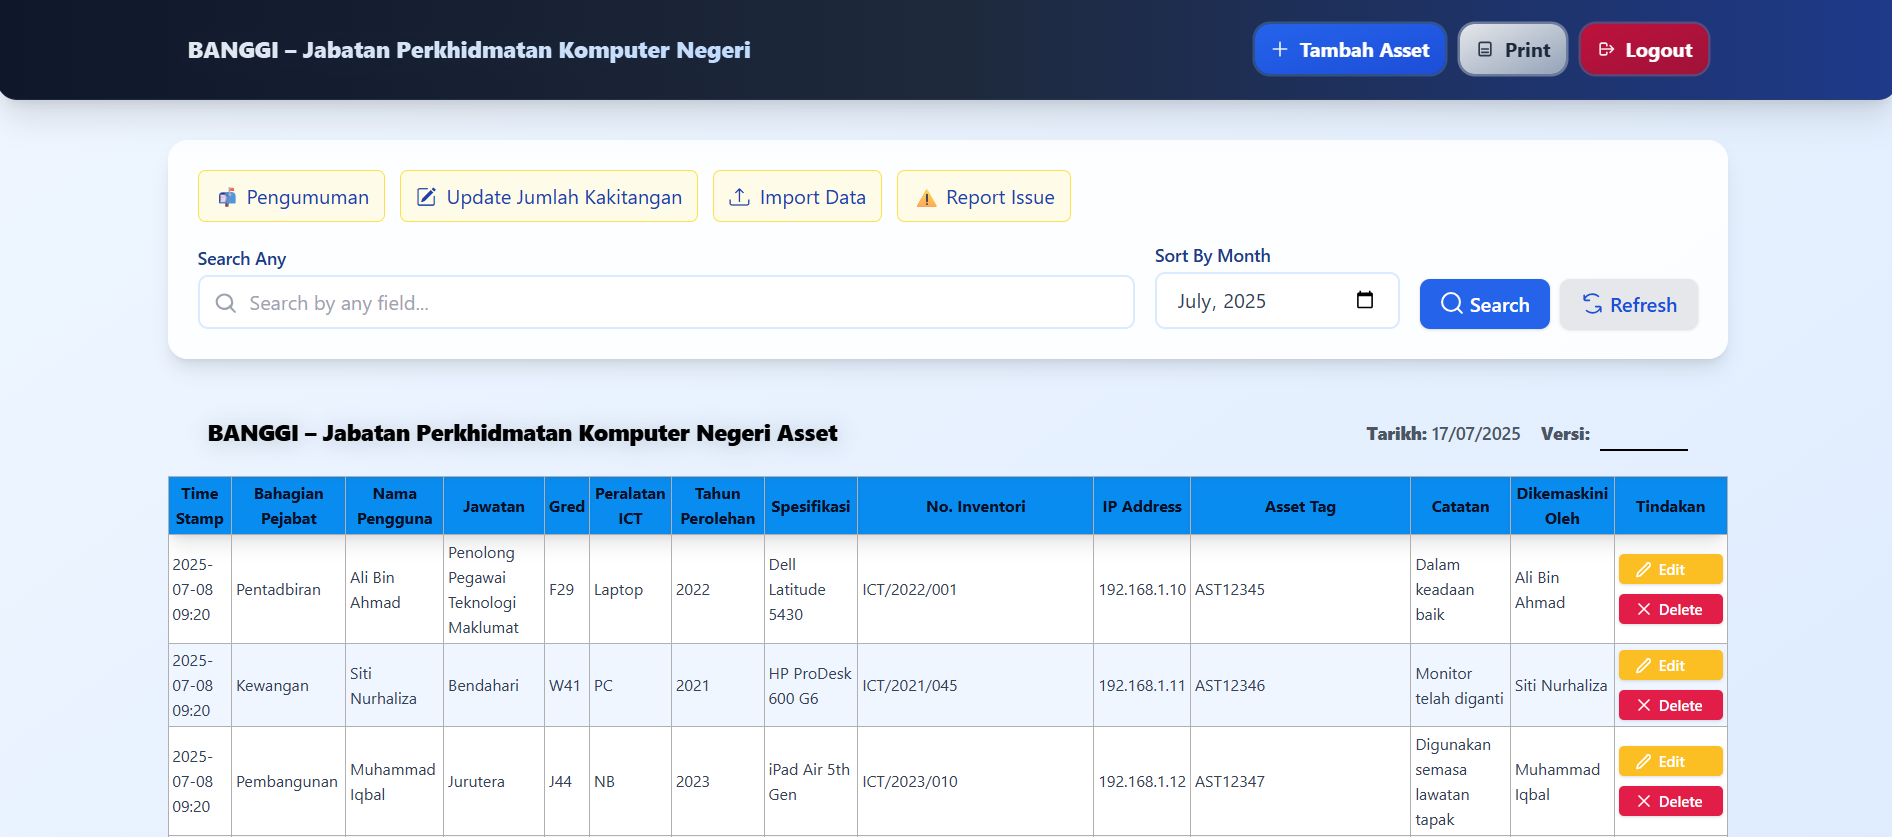 BANGGI – Jabatan Perkhidmatan Komputer Negeri
Tambah Asset
Print
Logout
Pengumuman
Update Jumlah Kakitangan
Import Data
Report Issue
Search Any
Search by any field...
Sort By Month
July, 2025
Search
Refresh
BANGGI – Jabatan Perkhidmatan Komputer Negeri Asset
Tarikh: 17/07/2025
Versi:
Time
Stamp
Bahagian
Pejabat
Nama
Pengguna
Jawatan
Gred
Peralatan
ICT
Tahun
Perolehan
Spesifikasi
No. Inventori
IP Address
Asset Tag
Catatan
Dikemaskini
Oleh
Tindakan
2025-
07-08
09:20
Pentadbiran
Ali Bin
Ahmad
Penolong
Pegawai
Teknologi
Maklumat
F29
Laptop
2022
Dell
Latitude
5430
ICT/2022/001
192.168.1.10
AST12345
Dalam
keadaan
baik
Ali Bin
Ahmad
Edit
Delete
2025-
07-08
09:20
Kewangan
Siti
Nurhaliza
Bendahari
W41
PC
2021
HP ProDesk
600 G6
ICT/2021/045
192.168.1.11
AST12346
Monitor
telah diganti
Siti Nurhaliza
Edit
Delete
2025-
07-08
09:20
Pembangunan
Muhammad
Iqbal
Jurutera
J44
NB
2023
iPad Air 5th
Gen
ICT/2023/010
192.168.1.12
AST12347
Digunakan
semasa
lawatan
tapak
Muhammad
Iqbal
Edit
Delete